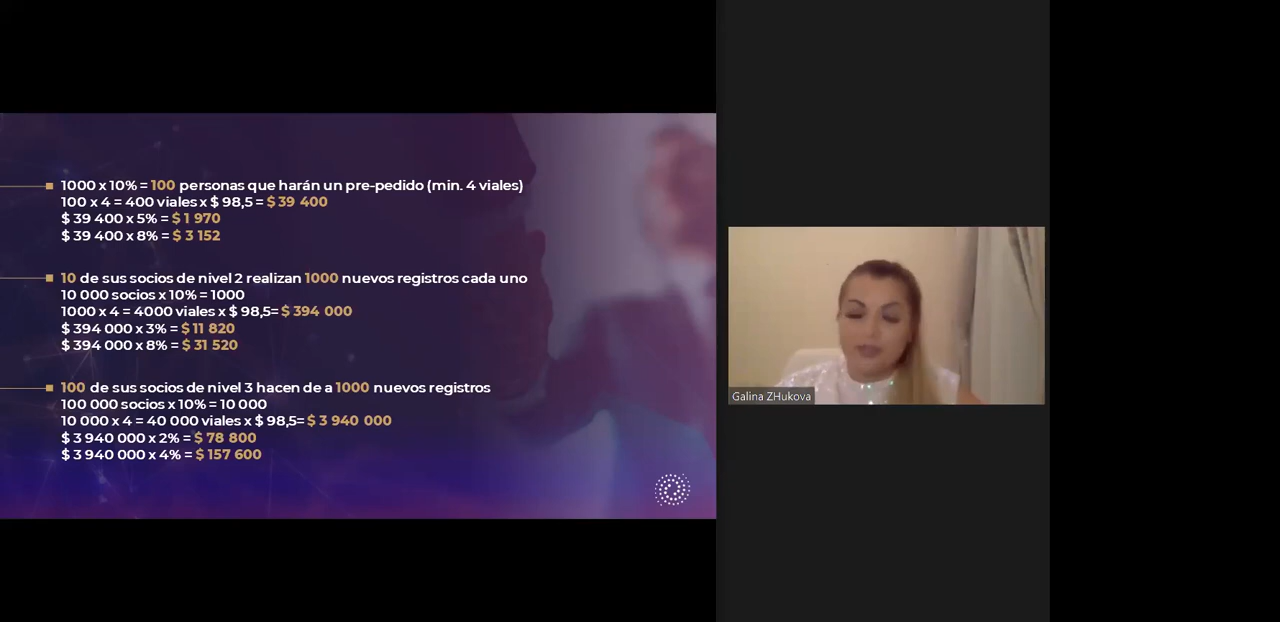 1000 x 10% = 100 personas que harán un pre-pedido (min. 4 viales)
100 x 4 = 400 viales x $ 98,5 = $ 39 400
$ 39 400 x 5% = $ 1 970
$ 39 400 x 8% = $ 3 152
10 de sus socios de nivel 2 realizan 1000 nuevos registros cada uno
10 000 socios x 10% = 1000
1000 x 4 = 4000 viales x $ 98,5= $ 394 000
$ 394 000 x 3% = $ 11 820
$ 394 000 x 8% = $ 31 520
100 de sus socios de nivel 3 hacen de a 1000 nuevos registros
100 000 socios x 10% = 10 000
10 000 x 4 = 40 000 viales x $ 98,5= $ 3 940 000
$ 3 940 000 x 2% = $ 78 800
$ 3 940 000 x 4% = $ 157 600
Galina ZHukova